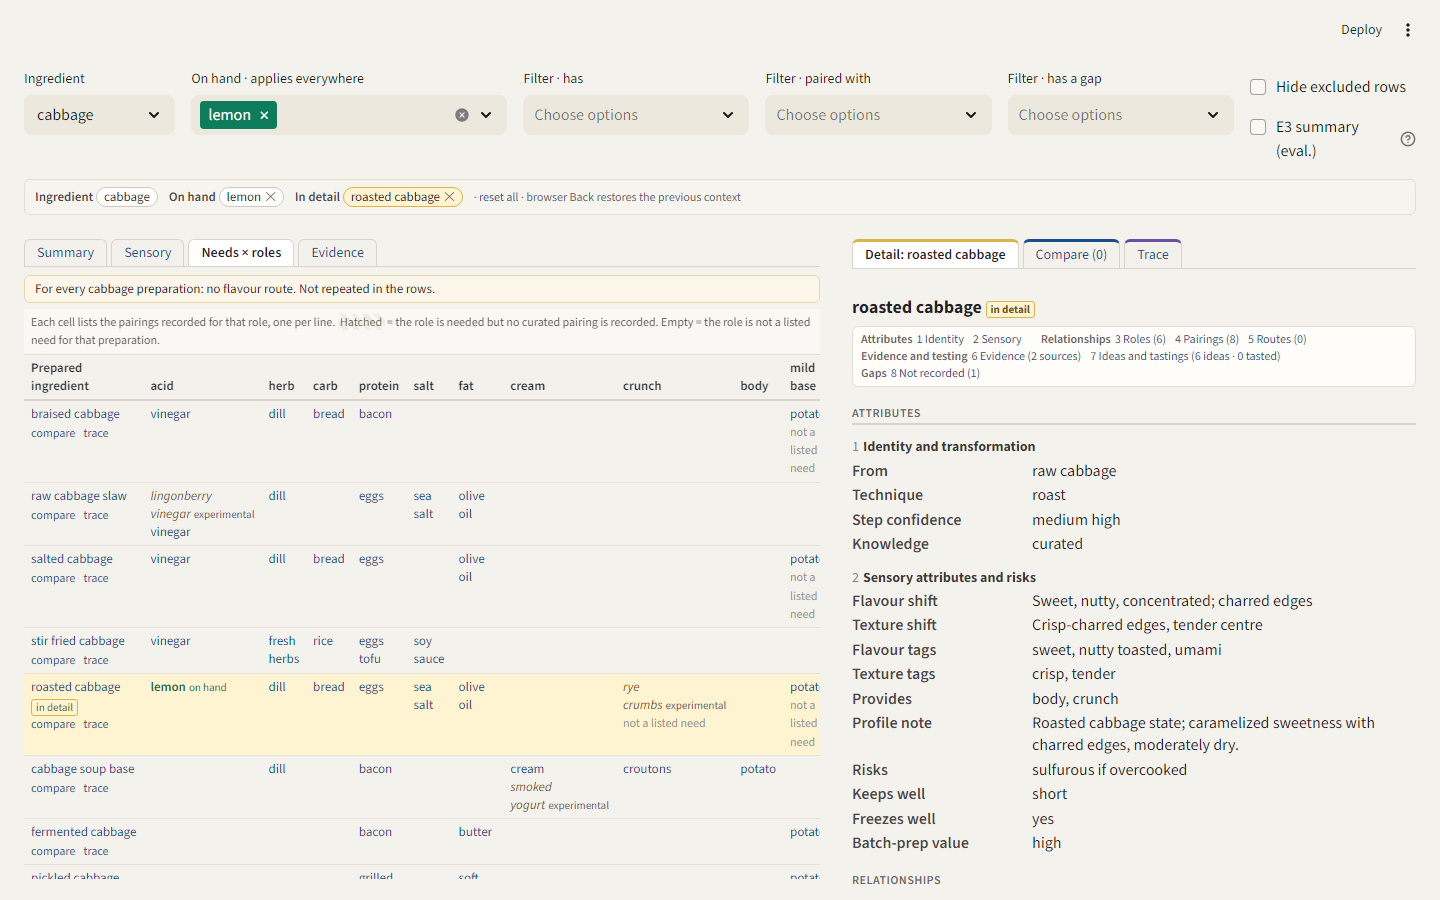 Deploy
Ingredient
On hand · applies everywhere
Filter · has
Filter · paired with
Filter · has a gap
cabbage
lemon ×
Choose options
Choose options
Choose options
Hide excluded rows
E3 summary
(eval.)
Ingredient cabbage On hand lemon × In detail roasted cabbage × · reset all · browser Back restores the previous context
Summary
Sensory
Needs × roles
Evidence
For every cabbage preparation: no flavour route. Not repeated in the rows.
Each cell lists the pairings recorded for that role, one per line. Hatched = the role is needed but no curated pairing is recorded. Empty = the role is not a listed
need for that preparation.
Prepared ingredient
acid
herb
carb
protein
salt
fat
cream
crunch
body
mild base
braised cabbage
compare trace
vinegar
dill
bread
bacon
not a
listed
need
raw cabbage slaw
compare trace
lingonberry
vinegar experimental
vinegar
dill
eggs
sea
salt
olive
oil
salted cabbage
compare trace
vinegar
dill
bread
eggs
olive
oil
not a
listed
need
stir fried cabbage
compare trace
vinegar
fresh
herbs
rice
eggs
tofu
soy
sauce
roasted cabbage
in detail
compare trace
lemon on hand
dill
bread
eggs
sea
salt
olive
oil
rye
crumbs experimental
not a listed need
not a
listed
need
cabbage soup base
compare trace
dill
bacon
cream
smoked
yogurt experimental
croutons
potato
fermented cabbage
compare trace
bacon
butter
pickled cabbage
grilled
soft
Detail: roasted cabbage
Compare (0)
Trace
roasted cabbage in detail
Attributes 1 Identity 2 Sensory Relationships 3 Roles (6) 4 Pairings (8) 5 Routes (0)
Evidence and testing 6 Evidence (2 sources) 7 Ideas and tastings (6 ideas · 0 tasted)
Gaps 8 Not recorded (1)
ATTRIBUTES
1 Identity and transformation
From raw cabbage
Technique roast
Step confidence medium high
Knowledge curated
2 Sensory attributes and risks
Flavour shift Sweet, nutty, concentrated; charred edges
Texture shift Crisp-charred edges, tender centre
Flavour tags sweet, nutty toasted, umami
Texture tags crisp, tender
Provides body, crunch
Profile note Roasted cabbage state; caramelized sweetness with
charred edges, moderately dry.
Risks sulfurous if overcooked
Keeps well short
Freezes well yes
Batch-prep value high
RELATIONSHIPS